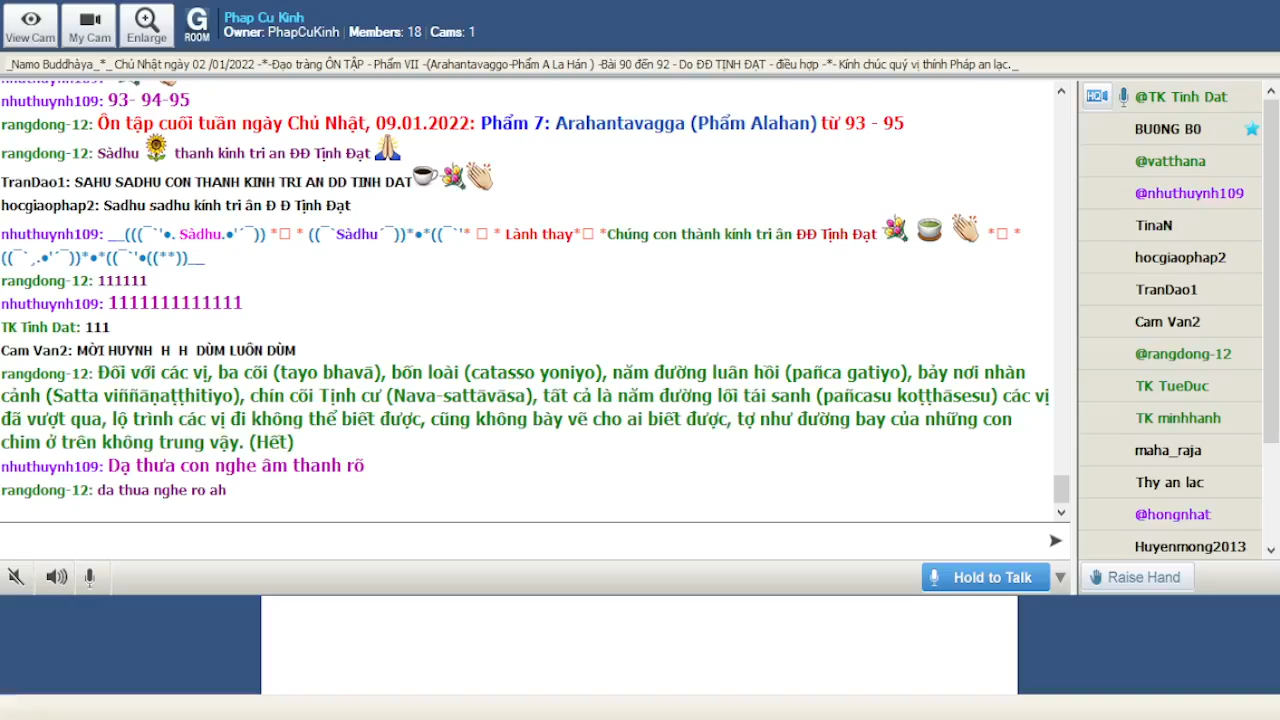 View Cam
My Cam
Enlarge
G
ROOM
Phap Cu Kinh
Owner: PhapCuKinh | Members: 18 | Cams: 1
_Namo Buddhàya_*_ Chủ Nhật ngày 02 /01/2022 -*-Đạo tràng ÔN TẬP - Phẩm VII -(Arahantavaggo-Phẩm A La Hán ) -Bài 90 đến 92 - Do ĐĐ TỊNH ĐẠT - điều hợp -*- Kính chúc quý vị thính Pháp an lạc._
nhuthuynh109: 93- 94-95
rangdong-12: Ôn tập cuối tuần ngày Chủ Nhật, 09.01.2022: Phẩm 7: Arahantavagga (Phẩm Alahan) từ 93 - 95
rangdong-12: Sàdhu thanh kinh tri an ĐĐ Tịnh Đạt
TranDao1: SAHU SADHU CON THANH KINH TRI AN DD TINH DAT
hocgiaophap2: Sadhu sadhu kính tri ân Đ Đ Tịnh Đạt
nhuthuynh109: __(((¯`'•. Sàdhu.•'´¯)) *□ * ((¯`Sàdhu´¯))*•*((¯`'* □ * Lành thay*□ *Chúng con thành kính tri ân ĐĐ Tịnh Đạt *□ *
((¯`¸.•'´¯))*•*((¯`'•((**))__
rangdong-12: 111111
nhuthuynh109: 1111111111111
TK Tinh Dat: 111
Cam Van2: MỜI HUYNH H H DÙM LUÔN DÙM
rangdong-12: Đối với các vị, ba cõi (tayo bhavā), bốn loài (catasso yoniyo), năm đường luân hồi (pañca gatiyo), bảy nơi nhàn
cảnh (Satta viññāṇaṭṭhitiyo), chín cõi Tịnh cư (Nava-sattāvāsa), tất cả là năm đường lối tái sanh (pañcasu koṭṭhāsesu) các vị
đã vượt qua, lộ trình các vị đi không thể biết được, cũng không bày vẽ cho ai biết được, tợ như đường bay của những con
chim ở trên không trung vậy. (Hết)
nhuthuynh109: Dạ thưa con nghe âm thanh rõ
rangdong-12: da thua nghe ro ah
Hold to Talk
HQ
@TK Tinh Dat
BU0NG B0
@vatthana
@nhuthuynh109
TinaN
hocgiaophap2
TranDao1
Cam Van2
@rangdong-12
TK TueDuc
TK minhhanh
maha_raja
Thy an lac
@hongnhat
Huyenmong2013
Raise Hand